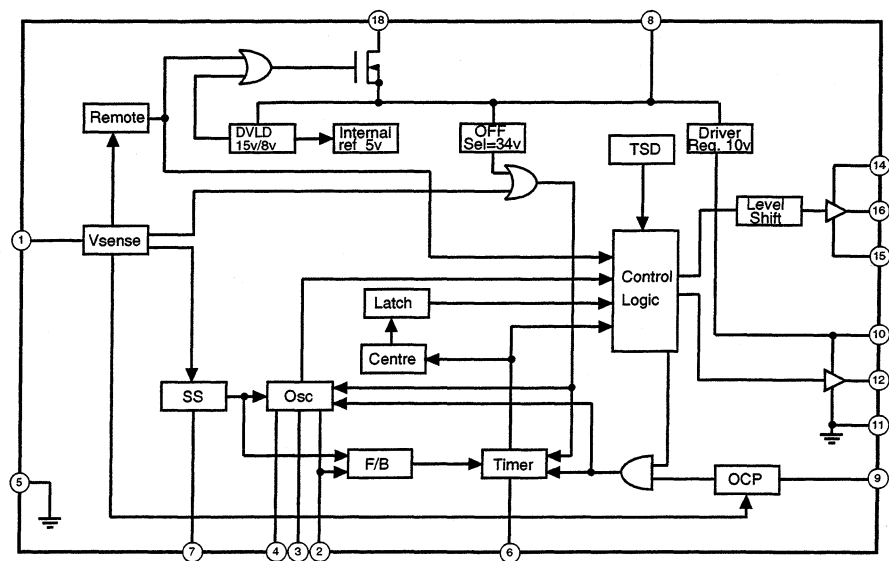 18
8
Remote
DVLD
15v/8v
Internal
ref 5v
OFF
Sel=34v
Driver
Reg. 10v
TSD
14
Level
Shift
16
1
Vsense
15
Control
Logic
Latch
10
Centre
12
SS
Osc
11
F/B
Timer
OCP
9
5
7
4
3
2
6